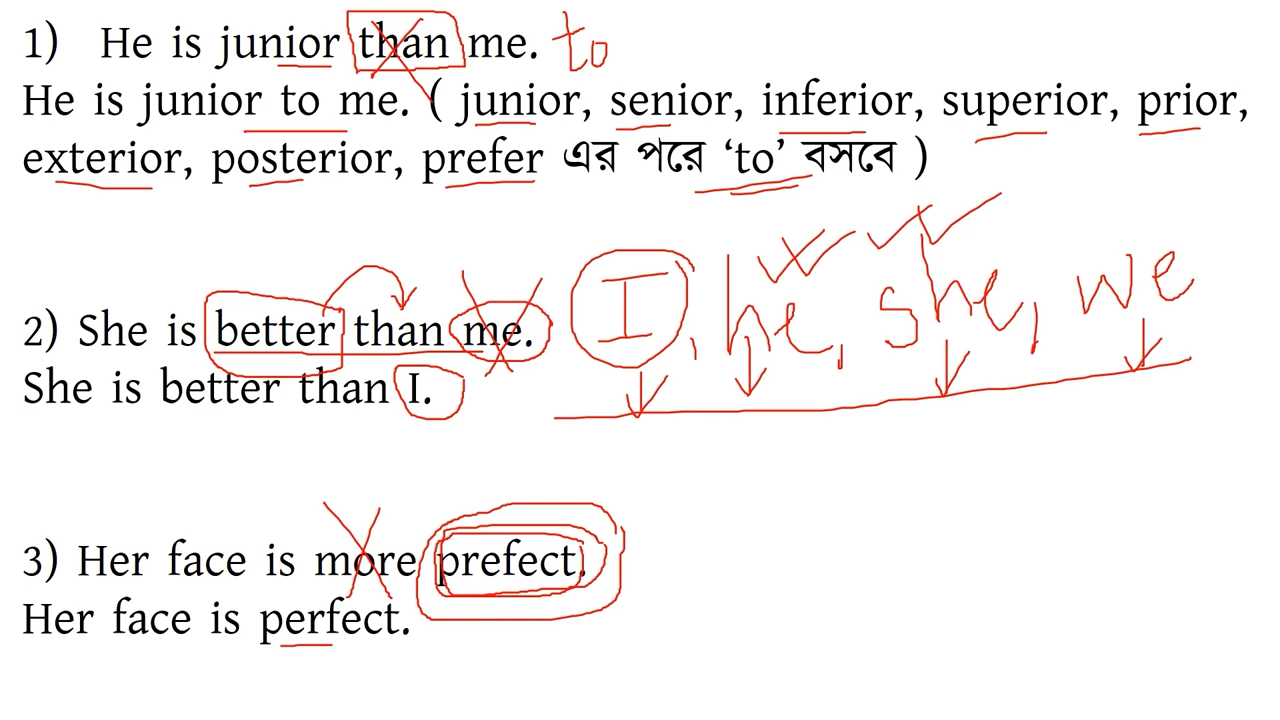 1) He is junior than me. to
He is junior to me. ( junior, senior, inferior, superior, prior,
exterior, posterior, prefer এর পরে ‘to’ বসবে )
2) She is better than me. I, he, she, we
She is better than I.
3) Her face is more prefect.
Her face is perfect.